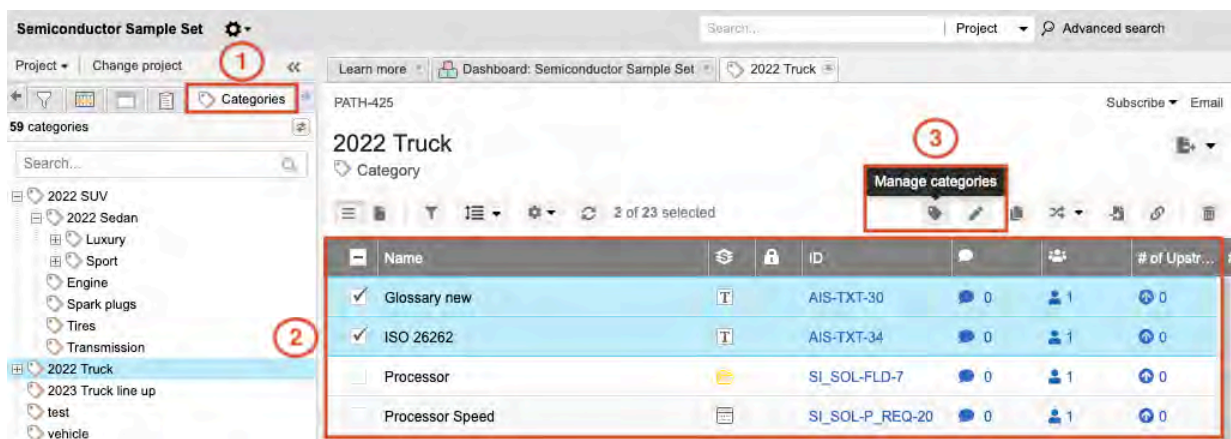 Semiconductor Sample Set
Search...
Project
Advanced search
Project
Change project
1
Learn more
Dashboard: Semiconductor Sample Set
2022 Truck
Categories
PATH-425
Subscribe
Email
59 categories
2022 Truck
3
Search...
Category
Manage categories
2022 SUV
2022 Sedan
2 of 23 selected
Luxury
Sport
Name
ID
# of Upstr...
Engine
Spark plugs
Glossary new
T
AIS-TXT-30
0
1
0
Tires
Transmission
2
ISO 26262
T
AIS-TXT-34
0
1
0
2022 Truck
Processor
SI_SOL-FLD-7
0
1
0
2023 Truck line up
test
Processor Speed
SI_SOL-P_REQ-20
0
1
0
vehicle